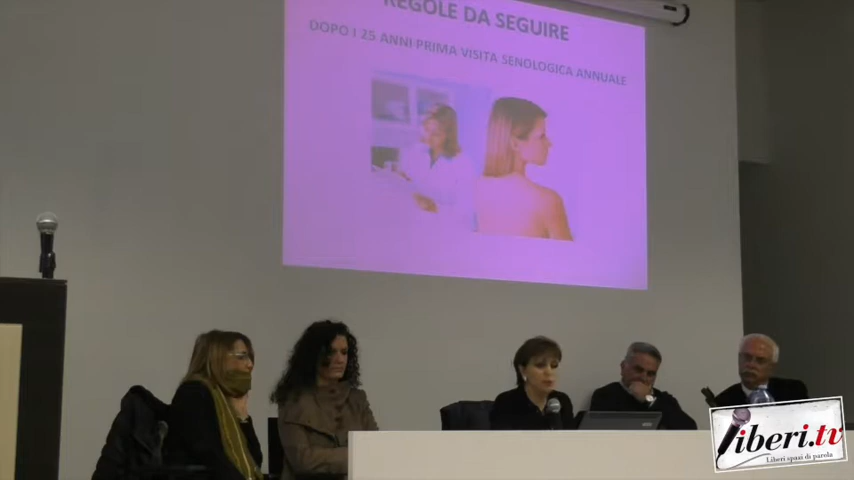 REGOLE DA SEGUIRE
DOPO I 25 ANNI PRIMA VISITA SENOLOGICA ANNUALE
liberi.tv
Liberi spazi di parola